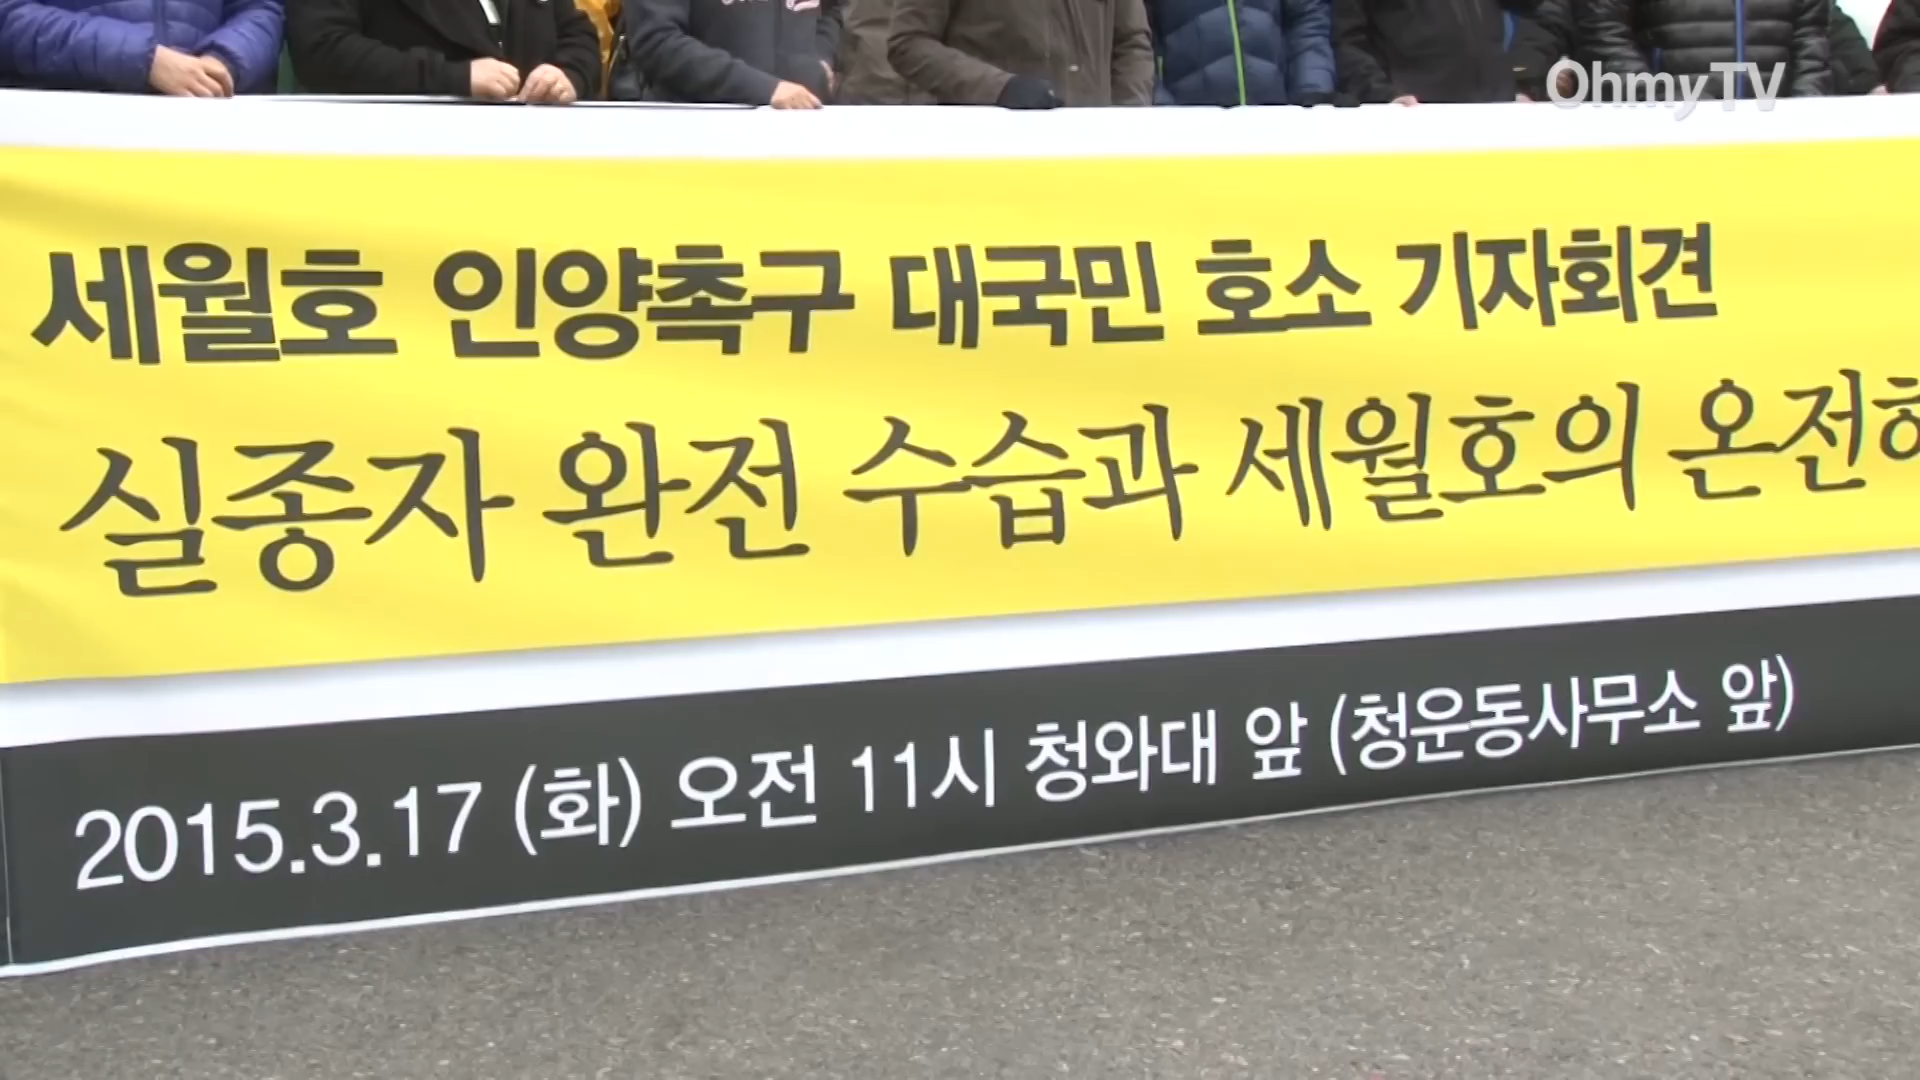 OhmyTV
세월호 인양촉구 대국민 호소 기자회견
실종자 완전 수습과 세월호의
2015.3.17 (화) 오전 11시 청와대 앞 (청운동사무소 앞)